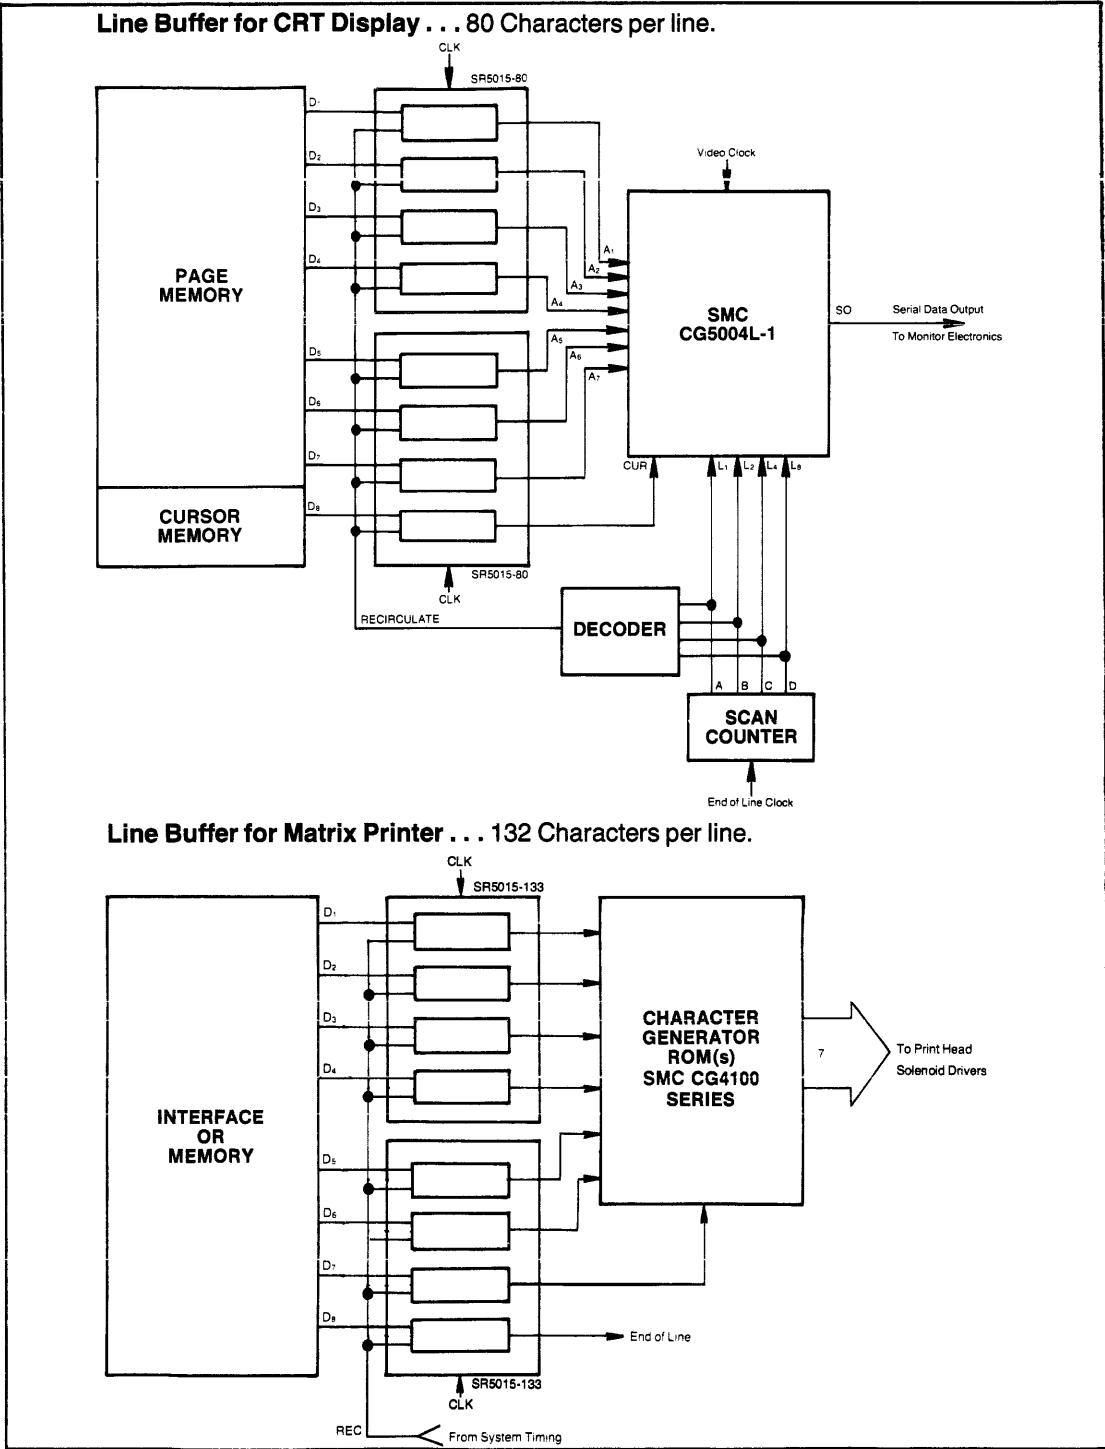 Line Buffer for CRT Display . . . 80 Characters per line.
CLK
SR5015-80
D1
D2
D3
D4
D5
D6
D7
D8
PAGE
MEMORY
CURSOR
MEMORY
Video Clock
A1
A2
A3
A4
A5
A6
A7
SMC
CG5004L-1
SO
Serial Data Output
To Monitor Electronics
CUR
L1
L2
L4
L8
SR5015-80
CLK
RECIRCULATE
DECODER
A
B
C
D
SCAN
COUNTER
End of Line Clock
Line Buffer for Matrix Printer . . . 132 Characters per line.
CLK
SR5015-133
D1
D2
D3
D4
D5
D6
D7
D8
INTERFACE
OR
MEMORY
CHARACTER
GENERATOR
ROM(s)
SMC CG4100
SERIES
7
To Print Head
Solenoid Drivers
End of Line
SR5015-133
CLK
REC
From System Timing